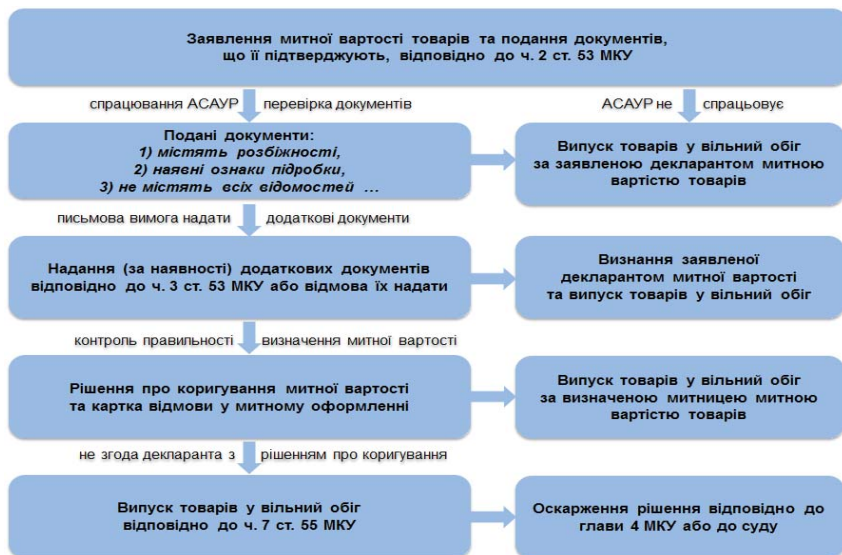 Заявлення митної вартості товарів та подання документів,
що її підтверджують, відповідно до ч. 2 ст. 53 МКУ
спрацювання АСАУР перевірка документів
АСАУР не спрацьовує
Подані документи:
1) містять розбіжності,
2) наявні ознаки підробки,
3) не містять всіх відомостей ...
Випуск товарів у вільний обіг
за заявленою декларантом митною
вартістю товарів
письмова вимога надати додаткові документи
Надання (за наявності) додаткових документів
відповідно до ч. 3 ст. 53 МКУ або відмова їх надати
Визнання заявленої
декларантом митної вартості
та випуск товарів у вільний обіг
контроль правильності визначення митної вартості
Рішення про коригування митної вартості
та картка відмови у митному оформленні
Випуск товарів у вільний обіг
за визначеною митницею митною
вартістю товарів
не згода декларанта з рішенням про коригування
Випуск товарів у вільний обіг
відповідно до ч. 7 ст. 55 МКУ
Оскарження рішення відповідно до
глави 4 МКУ або до суду